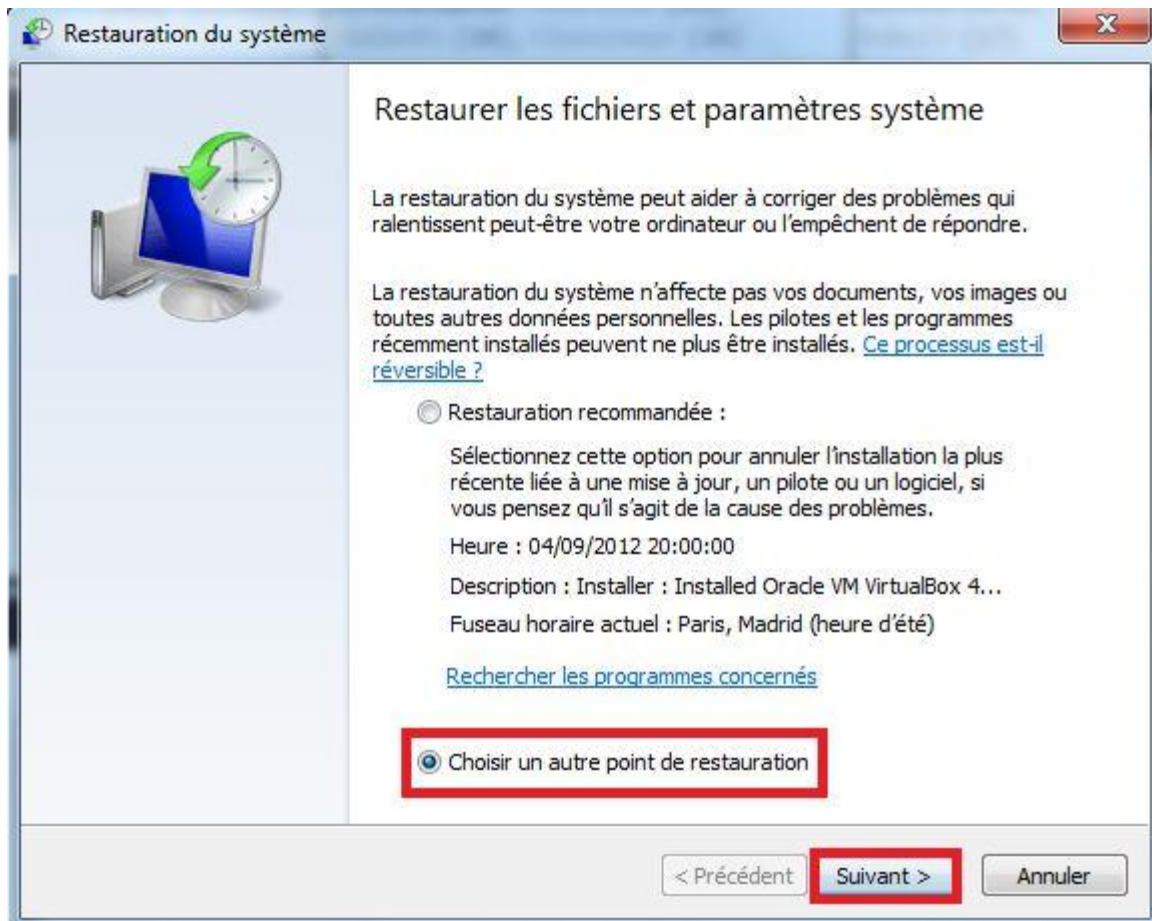 Restauration du système
Restaurer les fichiers et paramètres système
La restauration du système peut aider à corriger des problèmes qui
ralentissent peut-être votre ordinateur ou l'empêchent de répondre.
La restauration du système n'affecte pas vos documents, vos images ou
toutes autres données personnelles. Les pilotes et les programmes
récemment installés peuvent ne plus être installés. Ce processus est-il
réversible ?
Restauration recommandée :
Sélectionnez cette option pour annuler l'installation la plus
récente liée à une mise à jour, un pilote ou un logiciel, si
vous pensez qu'il s'agit de la cause des problèmes.
Heure : 04/09/2012 20:00:00
Description : Installer : Installed Oracle VM VirtualBox 4...
Fuseau horaire actuel : Paris, Madrid (heure d'été)
Rechercher les programmes concernés
Choisir un autre point de restauration
< Précédent Suivant > Annuler